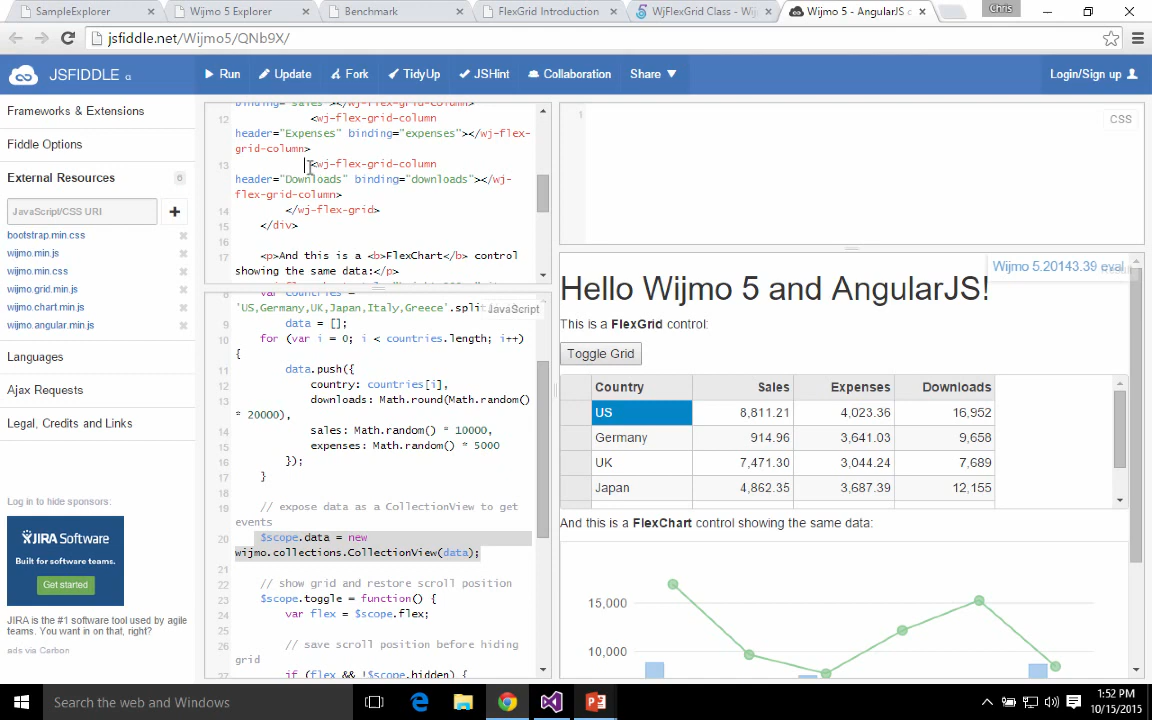 SampleExplorer
Wijmo 5 Explorer
Benchmark
FlexGrid Introduction
WjFlexGrid Class - Wij
Wijmo 5 - AngularJS c
Chris
jsfiddle.net/Wijmo5/QNb9X/
JSFIDDLE α
Run
Update
Fork
TidyUp
JSHint
Collaboration
Share
Login/Sign up
Frameworks & Extensions
Fiddle Options
External Resources 6
JavaScript/CSS URI
bootstrap.min.css
wijmo.min.js
wijmo.min.css
wijmo.grid.min.js
wijmo.chart.min.js
wijmo.angular.min.js
Languages
Ajax Requests
Legal, Credits and Links
Log in to hide sponsors:
JIRA Software
Built for software teams.
Get started
JIRA is the #1 software tool used by agile
teams. You want in on that, right?
ads via Carbon
binding="sales"></wj-flex-grid-column>
12 <wj-flex-grid-column
header="Expenses" binding="expenses"></wj-flex-
grid-column>
13 <wj-flex-grid-column
header="Downloads" binding="downloads"></wj-
flex-grid-column>
14 </wj-flex-grid>
15 </div>
16
17 <p>And this is a <b>FlexChart</b> control
showing the same data:</p>
8 var countries =
'US,Germany,UK,Japan,Italy,Greece'.split
JavaScript
9 data = [];
10 for (var i = 0; i < countries.length; i++)
{
11 data.push({
12 country: countries[i],
13 downloads: Math.round(Math.random()
* 20000),
14 sales: Math.random() * 10000,
15 expenses: Math.random() * 5000
16 });
17 }
18
19 // expose data as a CollectionView to get
events
20 $scope.data = new
wijmo.collections.CollectionView(data);
21
22 // show grid and restore scroll position
23 $scope.toggle = function() {
24 var flex = $scope.flex;
25
26 // save scroll position before hiding
grid
27 if (flex && !$scope.hidden) {
1
CSS
Wijmo 5.20143.39 eval
Hello Wijmo 5 and AngularJS!
This is a FlexGrid control:
Toggle Grid
Country Sales Expenses Downloads
US 8,811.21 4,023.36 16,952
Germany 914.96 3,641.03 9,658
UK 7,471.30 3,044.24 7,689
Japan 4,862.35 3,687.39 12,155
And this is a FlexChart control showing the same data:
15,000
10,000
Search the web and Windows
1:52 PM
10/15/2015